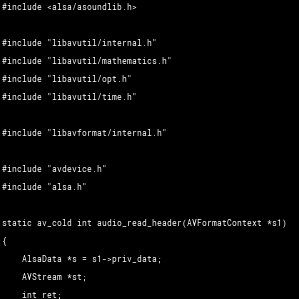 #include <alsa/asoundlib.h>
#include "libavutil/internal.h"
#include "libavutil/mathematics.h"
#include "libavutil/opt.h"
#include "libavutil/time.h"
#include "libavformat/internal.h"
#include "avdevice.h"
#include "alsa.h"
static av_cold int audio_read_header(AVFormatContext *s1)
{
    AlsaData *s = s1->priv_data;
    AVStream *st;
    int ret;